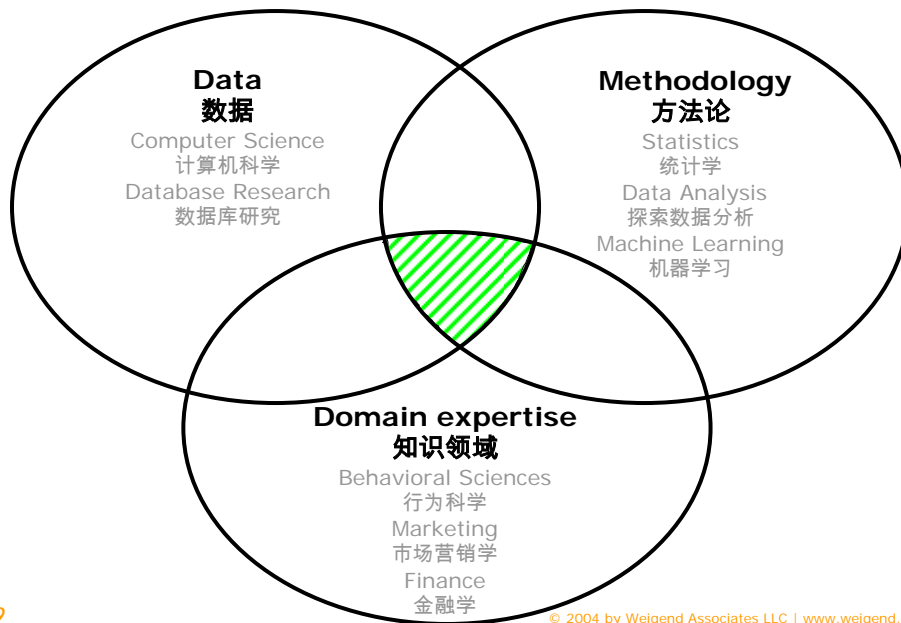 Data
数据
Computer Science
计算机科学
Database Research
数据库研究
Methodology
方法论
Statistics
统计学
Data Analysis
探索数据分析
Machine Learning
机器学习
Domain expertise
知识领域
Behavioral Sciences
行为科学
Marketing
市场营销学
Finance
金融学
© 2004 by Weigend Associates LLC | www.weigend.